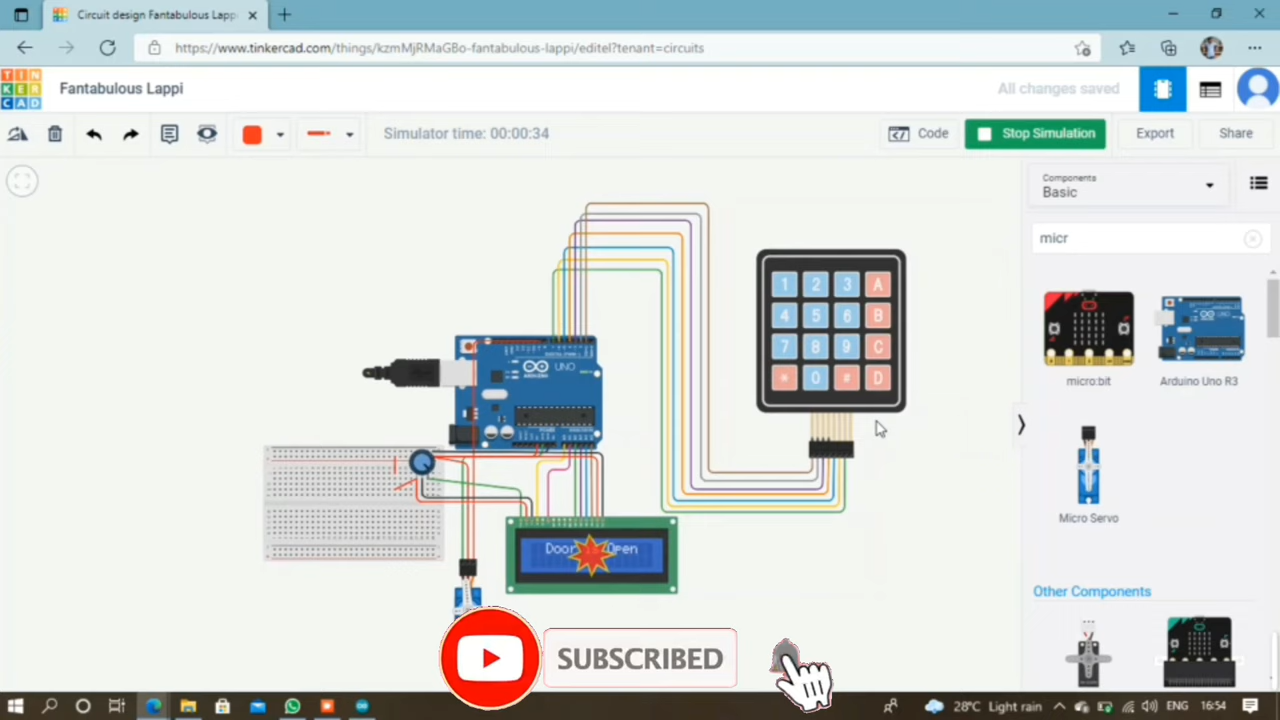 Circuit design Fantabulous Lapp
https://www.tinkercad.com/things/kzmMjRMaGBo-fantabulous-lappi/editel?tenant=circuits
TIN
KER
CAD
Fantabulous Lappi
All changes saved
Simulator time: 00:00:34
Code
Stop Simulation
Export
Share
Components
Basic
micr
1 2 3 A
4 5 6 B
7 8 9 C
* 0 # D
UNO
micro:bit
Arduino Uno R3
Micro Servo
Other Components
SUBSCRIBED
28°C Light rain
ENG
16:54